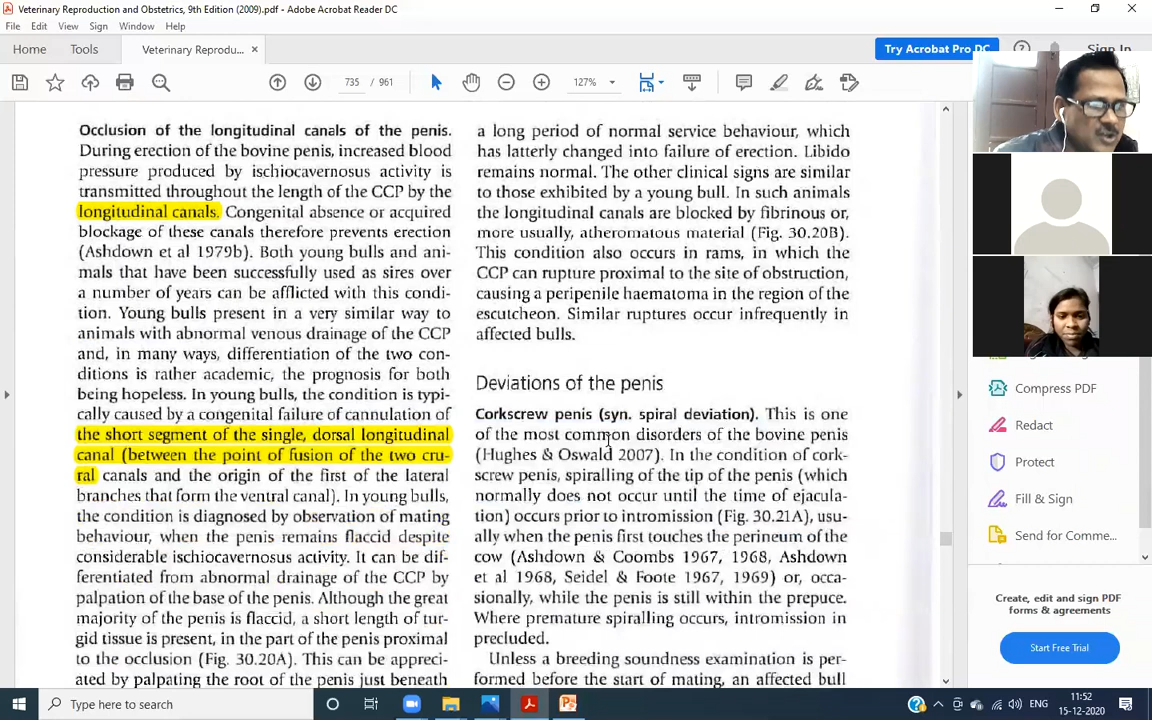 Veterinary Reproduction and Obstetrics, 9th Edition (2009).pdf - Adobe Acrobat Reader DC
File Edit View Sign Window Help
Home Tools Veterinary Reprodu... × Try Acrobat Pro DC Sign In
735 / 961 127%
Occlusion of the longitudinal canals of the penis.
During erection of the bovine penis, increased blood
pressure produced by ischiocavernosus activity is
transmitted throughout the length of the CCP by the
longitudinal canals. Congenital absence or acquired
blockage of these canals therefore prevents erection
(Ashdown et al 1979b). Both young bulls and ani-
mals that have been successfully used as sires over
a number of years can be afflicted with this condi-
tion. Young bulls present in a very similar way to
animals with abnormal venous drainage of the CCP
and, in many ways, differentiation of the two con-
ditions is rather academic, the prognosis for both
being hopeless. In young bulls, the condition is typi-
cally caused by a congenital failure of cannulation of
the short segment of the single, dorsal longitudinal
canal (between the point of fusion of the two cru-
ral canals and the origin of the first of the lateral
branches that form the ventral canal). In young bulls,
the condition is diagnosed by observation of mating
behaviour, when the penis remains flaccid despite
considerable ischiocavernosus activity. It can be dif-
ferentiated from abnormal drainage of the CCP by
palpation of the base of the penis. Although the great
majority of the penis is flaccid, a short length of tur-
gid tissue is present, in the part of the penis proximal
to the occlusion (Fig. 30.20A). This can be appreci-
ated by palpating the root of the penis just beneath
a long period of normal service behaviour, which
has latterly changed into failure of erection. Libido
remains normal. The other clinical signs are similar
to those exhibited by a young bull. In such animals
the longitudinal canals are blocked by fibrinous or,
more usually, atheromatous material (Fig. 30.20B).
This condition also occurs in rams, in which the
CCP can rupture proximal to the site of obstruction,
causing a peripenile haematoma in the region of the
escutcheon. Similar ruptures occur infrequently in
affected bulls.
Deviations of the penis
Corkscrew penis (syn. spiral deviation). This is one
of the most common disorders of the bovine penis
(Hughes & Oswald 2007). In the condition of cork-
screw penis, spiralling of the tip of the penis (which
normally does not occur until the time of ejacula-
tion) occurs prior to intromission (Fig. 30.21A), usu-
ally when the penis first touches the perineum of the
cow (Ashdown & Coombs 1967, 1968, Ashdown
et al 1968, Seidel & Foote 1967, 1969) or, occa-
sionally, while the penis is still within the prepuce.
Where premature spiralling occurs, intromission in
precluded.
Unless a breeding soundness examination is per-
formed before the start of mating, an affected bull
Compress PDF
Redact
Protect
Fill & Sign
Send for Comme...
Create, edit and sign PDF
forms & agreements
Start Free Trial
Type here to search
ENG
11:52
15-12-2020